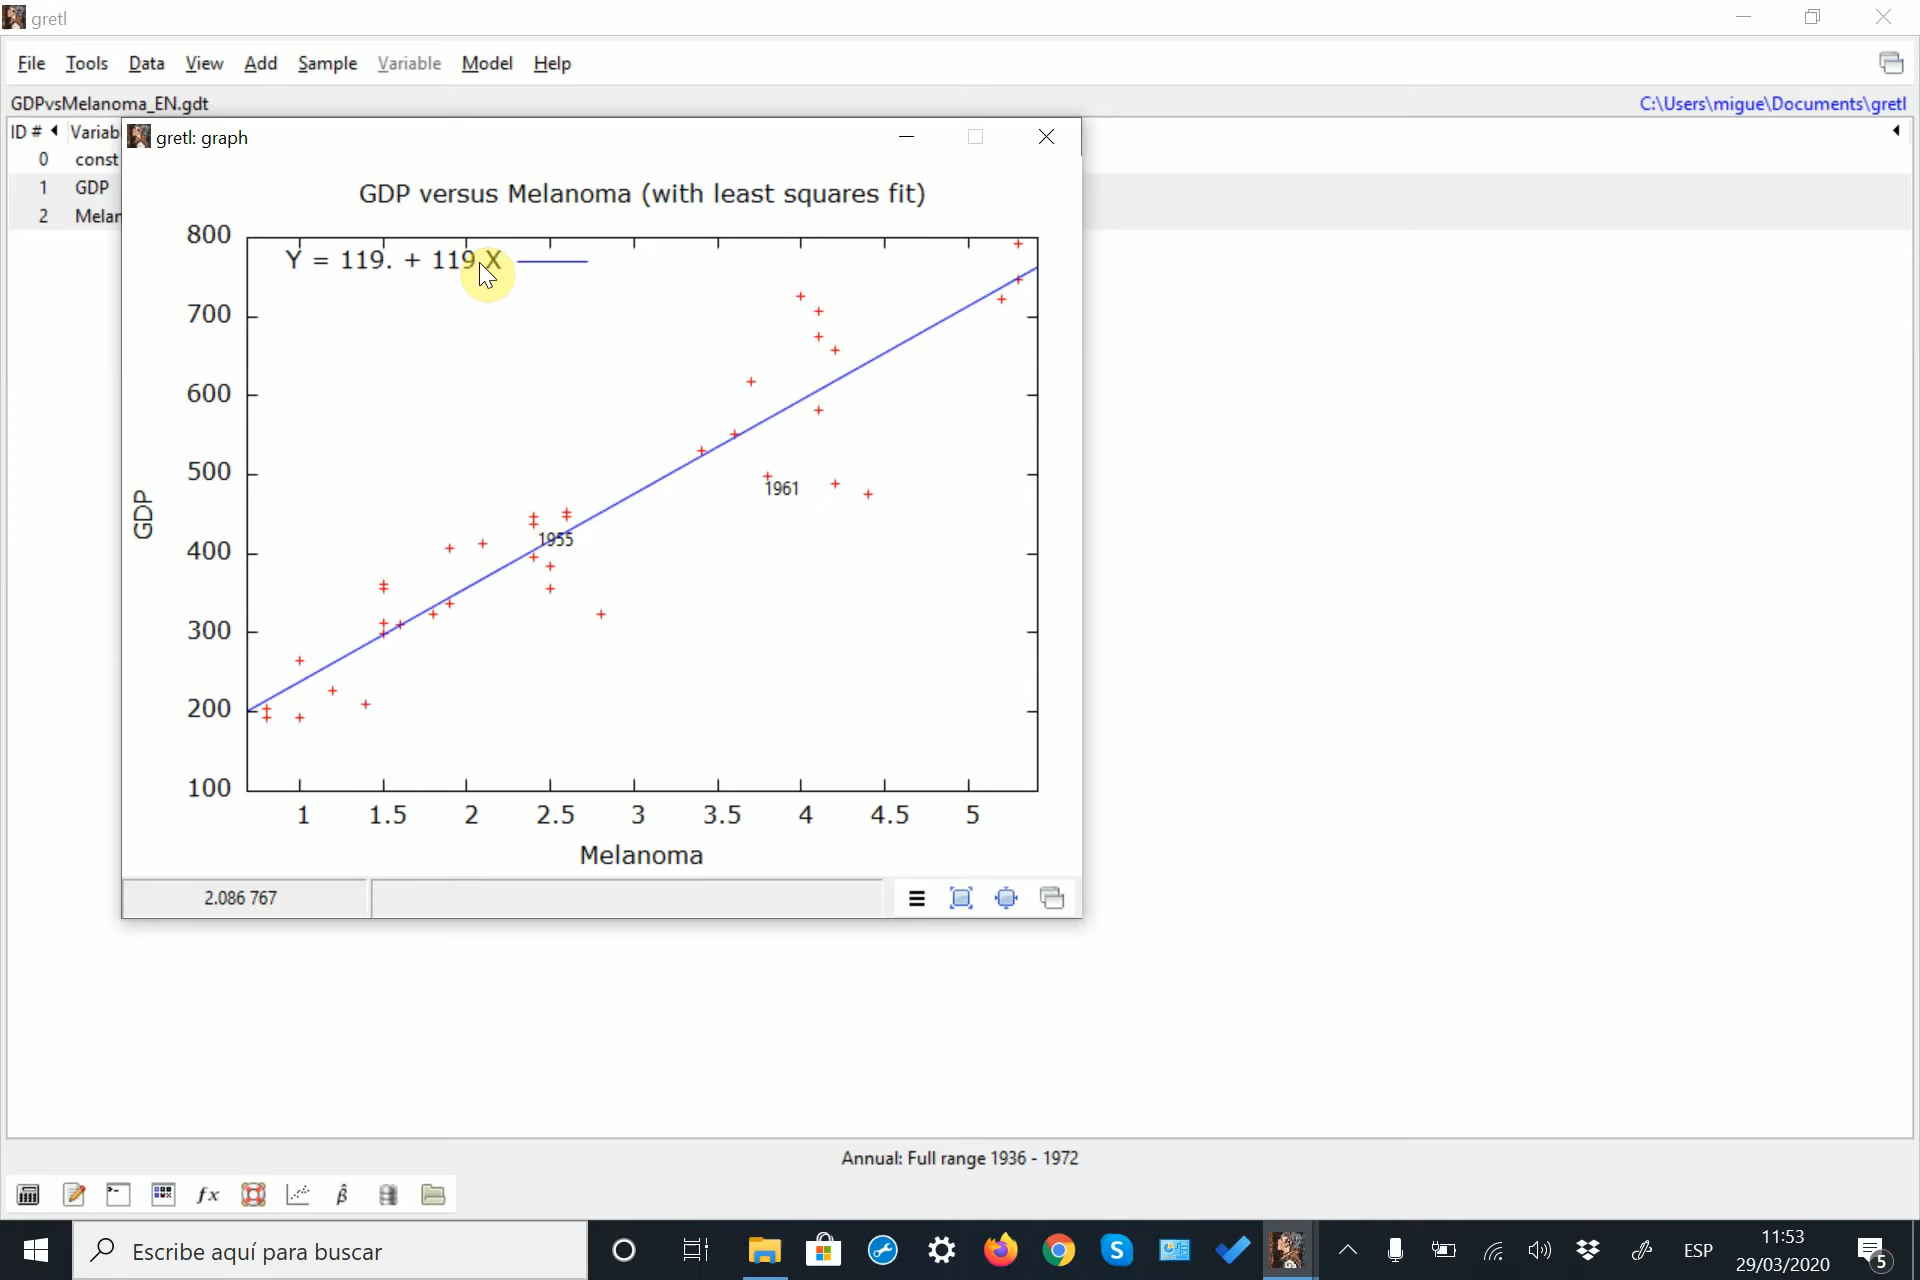 gretl
File Tools Data View Add Sample Variable Model Help
GDPvsMelanoma_EN.gdt
C:\Users\migue\Documents\gretl
ID # Variab
0 const
1 GDP
2 Melan
gretl: graph
GDP versus Melanoma (with least squares fit)
Y = 119. + 119 X
800
700
600
500
400
300
200
100
GDP
1961
1955
1 1.5 2 2.5 3 3.5 4 4.5 5
Melanoma
2.086 767
Annual: Full range 1936 - 1972
fx
β̂
Escribe aquí para buscar
ESP
11:53
29/03/2020
5